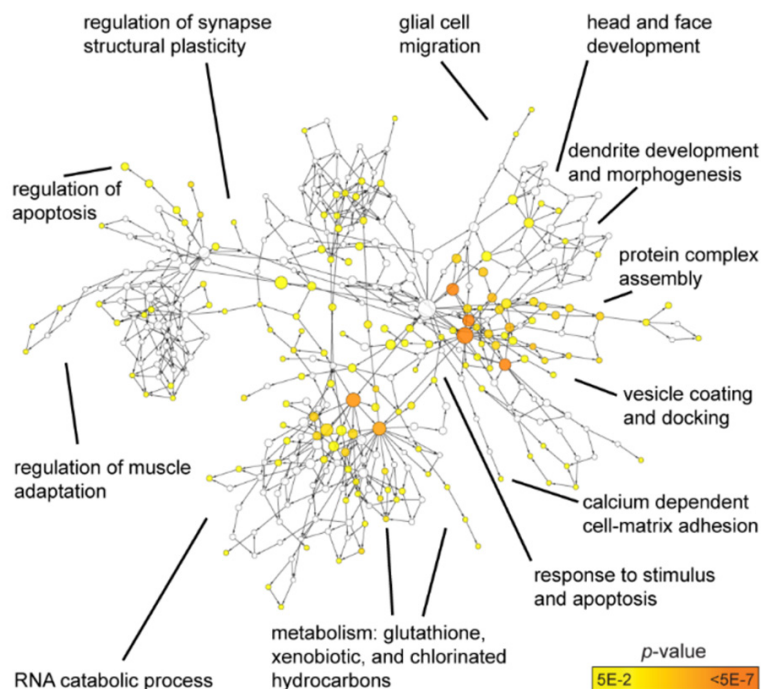 regulation of synapse
structural plasticity
glial cell
migration
head and face
development
dendrite development
and morphogenesis
regulation of
apoptosis
protein complex
assembly
vesicle coating
and docking
regulation of muscle
adaptation
calcium dependent
cell-matrix adhesion
response to stimulus
and apoptosis
metabolism: glutathione,
xenobiotic, and chlorinated
hydrocarbons
RNA catabolic process
p-value
5E-2 <5E-7